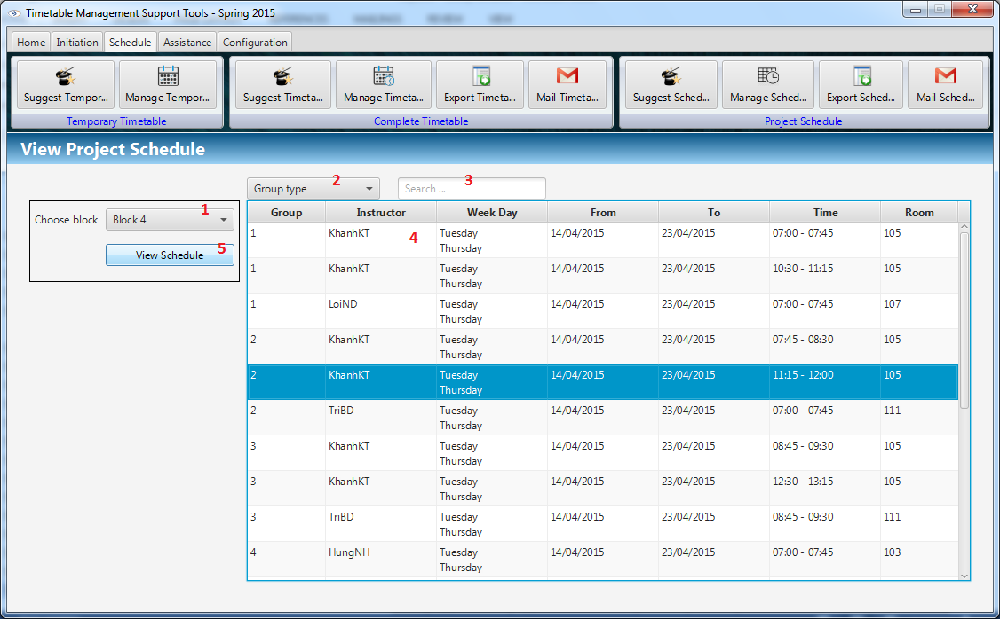 Timetable Management Support Tools - Spring 2015
Home Initiation Schedule Assistance Configuration
Suggest Tempor... Manage Tempor... Suggest Timeta... Manage Timeta... Export Timeta... Mail Timeta... Suggest Sched... Manage Sched... Export Sched... Mail Sched...
Temporary Timetable Complete Timetable Project Schedule
View Project Schedule
Group type 2 Search ... 3
Choose block Block 4 1
View Schedule 5
Group Instructor Week Day From To Time Room
1 KhanhKT 4 Tuesday 14/04/2015 23/04/2015 07:00 - 07:45 105
Thursday
1 KhanhKT Tuesday 14/04/2015 23/04/2015 10:30 - 11:15 105
Thursday
1 LoiND Tuesday 14/04/2015 23/04/2015 07:00 - 07:45 107
Thursday
2 KhanhKT Tuesday 14/04/2015 23/04/2015 07:45 - 08:30 105
Thursday
2 KhanhKT Tuesday 14/04/2015 23/04/2015 11:15 - 12:00 105
Thursday
2 TriBD Tuesday 14/04/2015 23/04/2015 07:00 - 07:45 111
Thursday
3 KhanhKT Tuesday 14/04/2015 23/04/2015 08:45 - 09:30 105
Thursday
3 KhanhKT Tuesday 14/04/2015 23/04/2015 12:30 - 13:15 105
Thursday
3 TriBD Tuesday 14/04/2015 23/04/2015 08:45 - 09:30 111
Thursday
4 HungNH Tuesday 14/04/2015 23/04/2015 07:00 - 07:45 103
Thursday